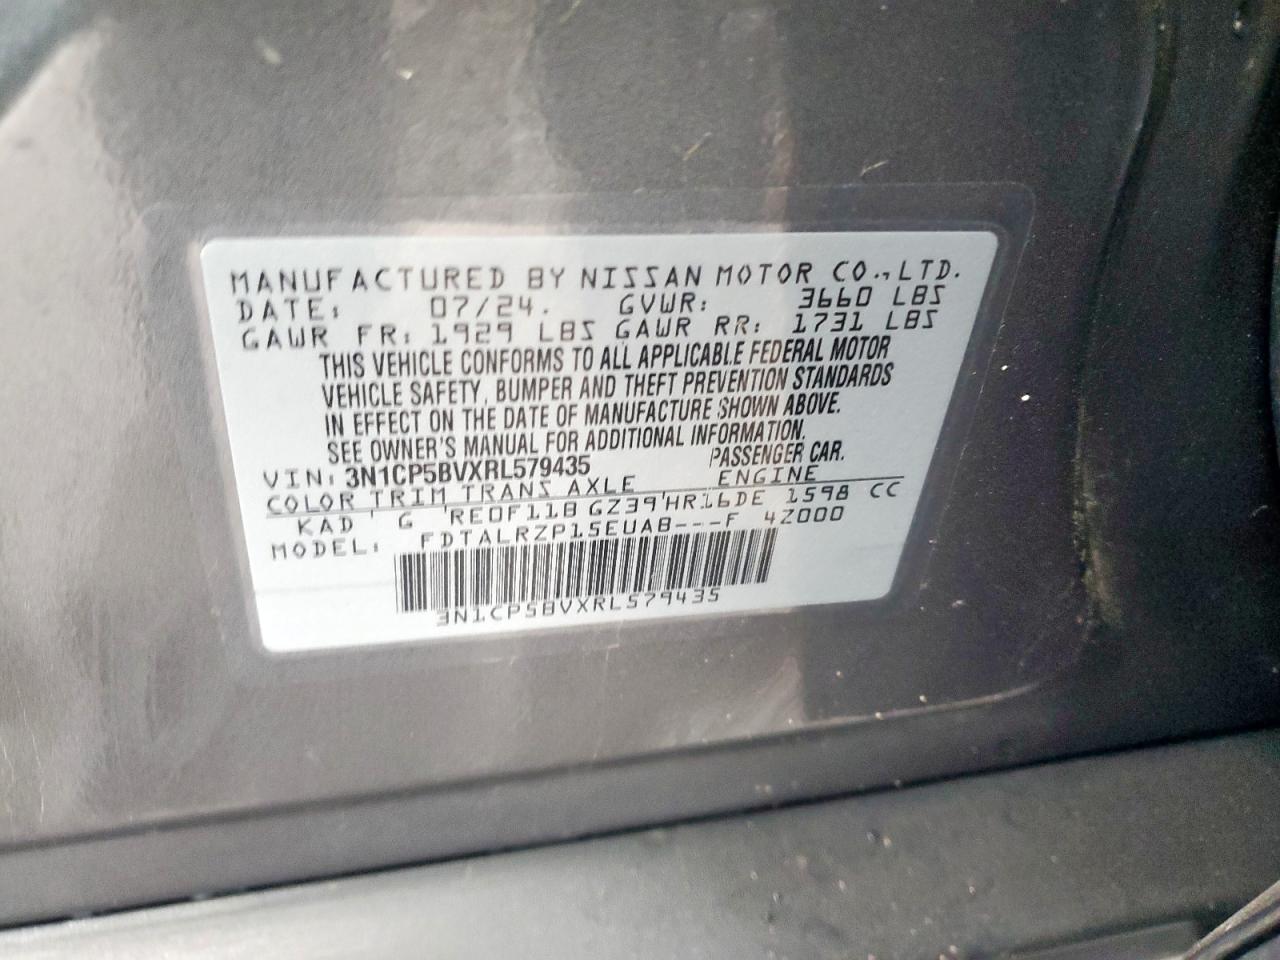 MANUFACTURED BY NISSAN MOTOR CO., LTD.
DATE: 07/24. GVWR: 3660 LBS
GAWR FR: 1929 LBS GAWR RR: 1731 LBS
THIS VEHICLE CONFORMS TO ALL APPLICABLE FEDERAL MOTOR
VEHICLE SAFETY, BUMPER AND THEFT PREVENTION STANDARDS
IN EFFECT ON THE DATE OF MANUFACTURE SHOWN ABOVE.
SEE OWNER'S MANUAL FOR ADDITIONAL INFORMATION.
VIN: 3N1CP5BVXRL579435 PASSENGER CAR.
COLOR TRIM TRANS AXLE ENGINE
KAD G RE0F11B GZ39 HR16DE 1598 CC
MODEL: FDTALRZP15EUAB---F 4Z000
3N1CP5BVXRL579435